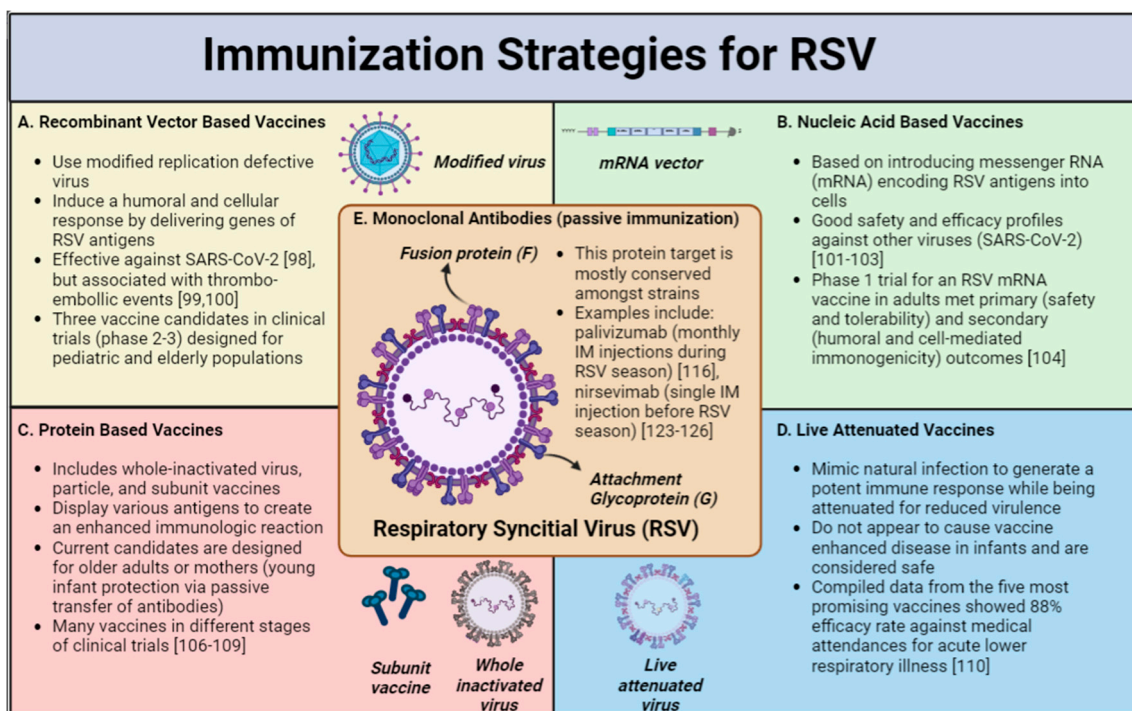 Immunization Strategies for RSV
A. Recombinant Vector Based Vaccines
• Use modified replication defective
virus
• Induce a humoral and cellular
response by delivering genes of
RSV antigens
• Effective against SARS-CoV-2 [98],
but associated with thrombo-
embollic events [99,100]
• Three vaccine candidates in clinical
trials (phase 2-3) designed for
pediatric and elderly populations
Modified virus
mRNA vector
B. Nucleic Acid Based Vaccines
• Based on introducing messenger RNA
(mRNA) encoding RSV antigens into
cells
• Good safety and efficacy profiles
against other viruses (SARS-CoV-2)
[101-103]
• Phase 1 trial for an RSV mRNA
vaccine in adults met primary (safety
and tolerability) and secondary
(humoral and cell-mediated
immonogenicity) outcomes [104]
E. Monoclonal Antibodies (passive immunization)
Fusion protein (F)
• This protein target is
mostly conserved
amongst strains
• Examples include:
palivizumab (monthly
IM injections during
RSV season) [116],
nirsevimab (single IM
injection before RSV
season) [123-126]
Attachment
Glycoprotein (G)
Respiratory Syncitial Virus (RSV)
C. Protein Based Vaccines
• Includes whole-inactivated virus,
particle, and subunit vaccines
• Display various antigens to create
an enhanced immunologic reaction
• Current candidates are designed
for older adults or mothers (young
infant protection via passive
transfer of antibodies)
• Many vaccines in different stages
of clinical trials [106-109]
Subunit
vaccine
Whole
inactivated
virus
Live
attenuated
virus
D. Live Attenuated Vaccines
• Mimic natural infection to generate a
potent immune response while being
attenuated for reduced virulence
• Do not appear to cause vaccine
enhanced disease in infants and are
considered safe
• Compiled data from the five most
promising vaccines showed 88%
efficacy rate against medical
attendances for acute lower
respiratory illness [110]